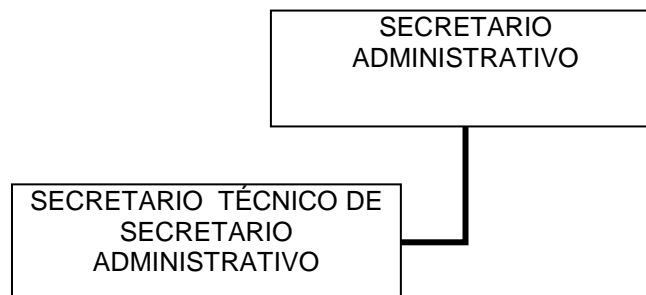 SECRETARIO
ADMINISTRATIVO
SECRETARIO TÉCNICO DE
SECRETARIO
ADMINISTRATIVO